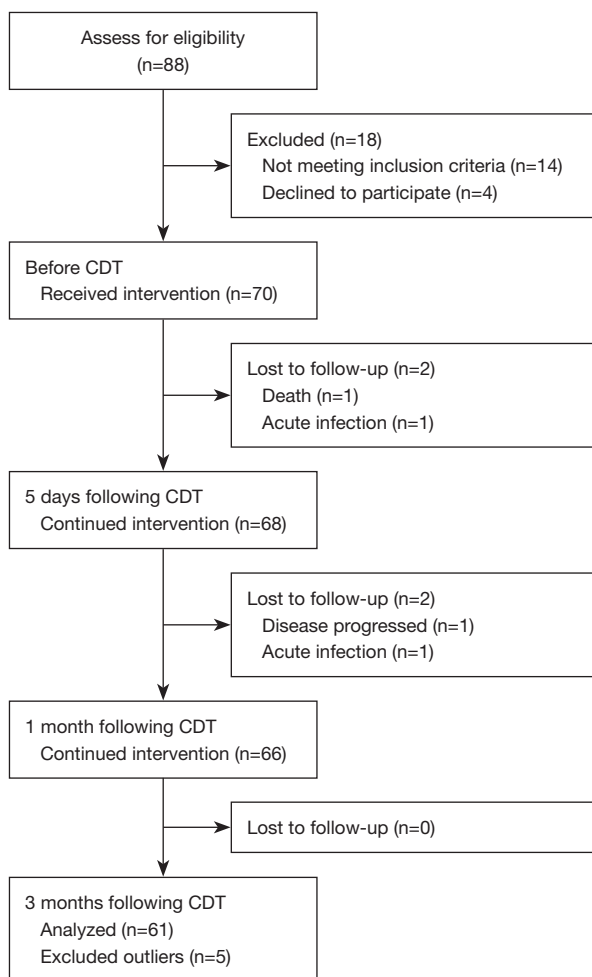 Assess for eligibility
(n=88)
Excluded (n=18)
Not meeting inclusion criteria (n=14)
Declined to participate (n=4)
Before CDT
Received intervention (n=70)
Lost to follow-up (n=2)
Death (n=1)
Acute infection (n=1)
5 days following CDT
Continued intervention (n=68)
Lost to follow-up (n=2)
Disease progressed (n=1)
Acute infection (n=1)
1 month following CDT
Continued intervention (n=66)
Lost to follow-up (n=0)
3 months following CDT
Analyzed (n=61)
Excluded outliers (n=5)